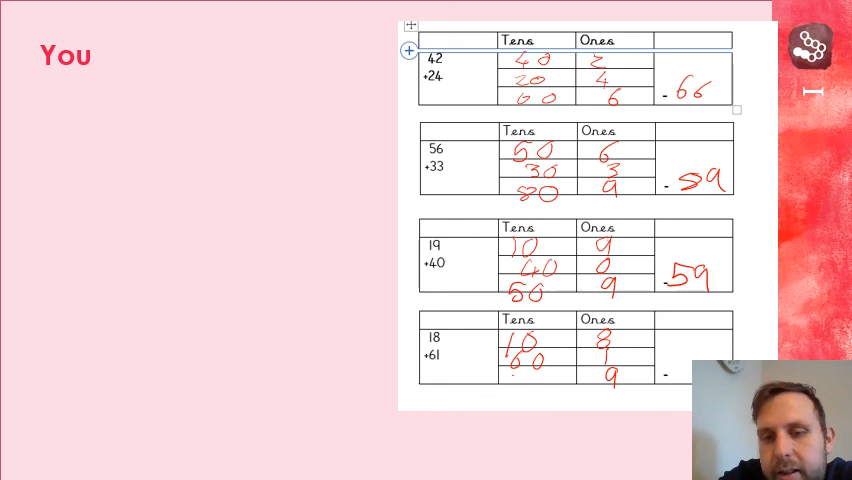 You
Tens Ones
42 40 2
+24 20 4
60 6 - 66
Tens Ones
56 50 6
+33 30 3
80 9 - 89
Tens Ones
19 10 9
+40 40 0
50 9 - 59
Tens Ones
18 10 8
+61 60 1
9 -